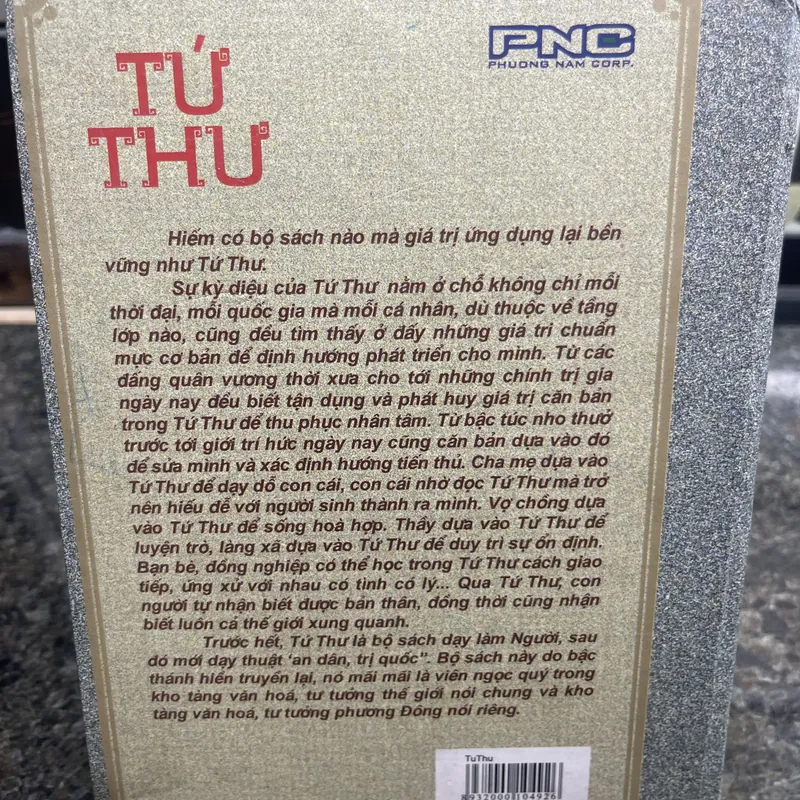 TỨ
THƯ
PNC
PHUONG NAM CORP.
Hiếm có bộ sách nào mà giá trị ứng dụng lại bền
vững như Tứ Thư.
Sự kỳ diệu của Tứ Thư nằm ở chỗ không chỉ mỗi
thời đại, mỗi quốc gia mà mỗi cá nhân, dù thuộc về tầng
lớp nào, cũng đều tìm thấy ở đấy những giá tri chuẩn
mực cơ bản để định hướng phát triển cho mình. Từ các
đấng quân vương thời xưa cho tới những chính trị gia
ngày nay đều biết tận dụng và phát huy giá trị căn bản
trong Tứ Thư để thu phục nhân tâm. Từ bậc túc nho thuở
trước tới giới trí hức ngày nay cũng căn bản dựa vào đó
để sửa mình và xác định hướng tiến thủ. Cha mẹ dựa vào
Tứ Thư để dạy dỗ con cái, con cái nhờ đọc Tứ Thư mà trở
nên hiếu đễ với người sinh thành ra mình. Vợ chồng dựa
vào Tứ Thư để sống hoà hợp. Thầy dựa vào Tứ Thư để
luyện trò, làng xã dựa vào Tứ Thư để duy trì sự ổn định.
Bạn bè, đồng nghiệp có thể học trong Tứ Thư cách giao
tiếp, ứng xử với nhau có tình có lý... Qua Tứ Thư, con
người tự nhận biết được bản thân, đồng thời cũng nhận
biết luôn cả thế giới xung quanh.
Trước hết, Tứ Thư là bộ sách dạy làm Người, sau
đó mới dạy thuật ‘an dân, trị quốc”. Bộ sách này do bậc
thánh hiền truyền lại, nó mãi mãi là viên ngọc quý trong
kho tàng văn hoá, tư tưởng thế giới nói chung và kho
tàng văn hoá, tư tưởng phương Đông nói riêng.
TuThu
8932000104926